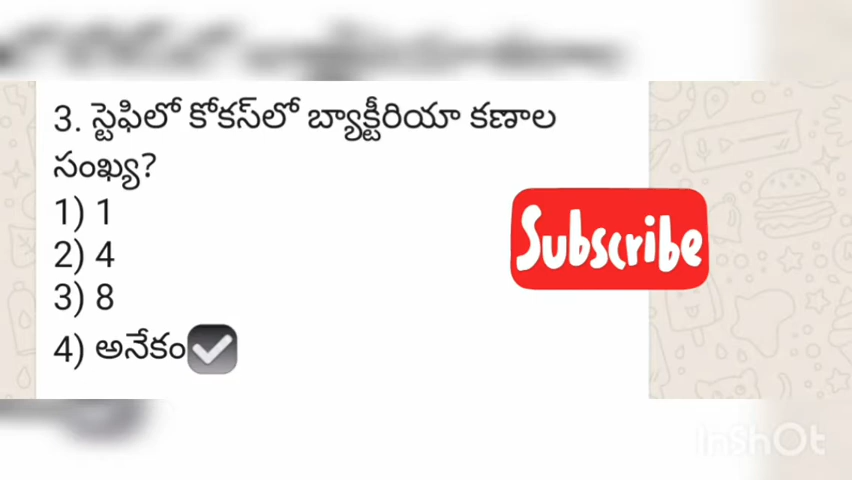 3. స్టెఫిలో కోకస్‌లో బ్యాక్టీరియా కణాల
సంఖ్య?
1) 1
2) 4
3) 8
4) అనేకం
Subscribe
InShOt